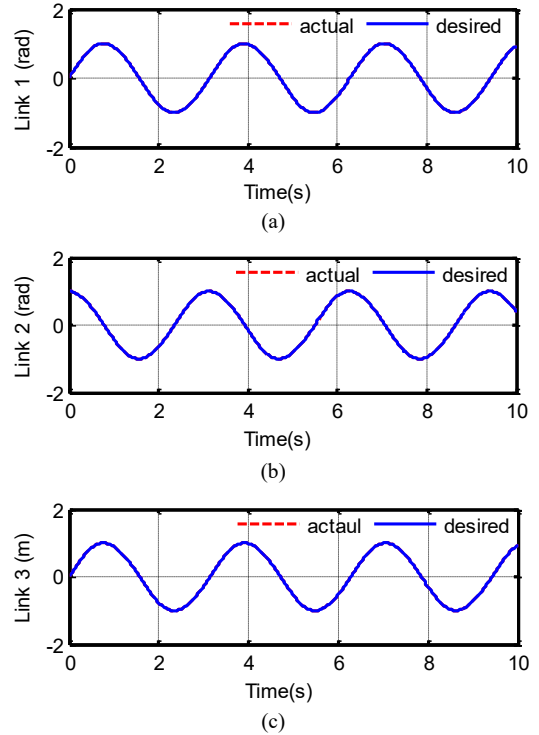 actual desired
2
0
-2
Link 1 (rad)
0 2 4 6 8 10
Time(s)
(a)
actual desired
2
0
-2
Link 2 (rad)
0 2 4 6 8 10
Time(s)
(b)
actaul desired
2
0
-2
Link 3 (m)
0 2 4 6 8 10
Time(s)
(c)